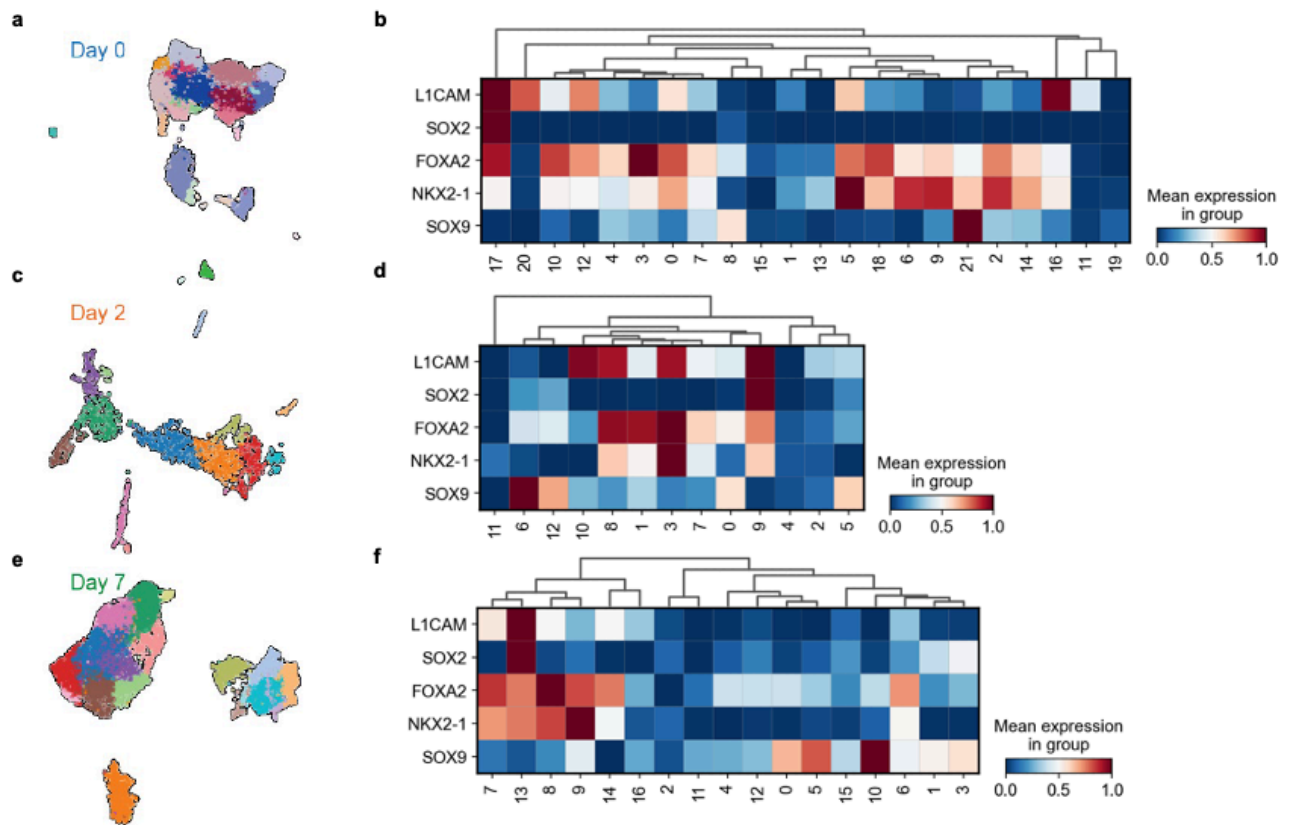 a
Day 0
b
L1CAM
SOX2
FOXA2
NKX2-1
SOX9
17 20 10 12 4 3 0 7 8 15 1 13 5 18 6 9 21 2 14 16 11 19
Mean expression
in group
0.0 0.5 1.0
c
Day 2
d
L1CAM
SOX2
FOXA2
NKX2-1
SOX9
11 6 12 10 8 1 3 7 0 9 4 2 5
Mean expression
in group
0.0 0.5 1.0
e
Day 7
f
L1CAM
SOX2
FOXA2
NKX2-1
SOX9
7 13 8 9 14 16 2 11 4 12 0 5 15 10 6 1 3
Mean expression
in group
0.0 0.5 1.0